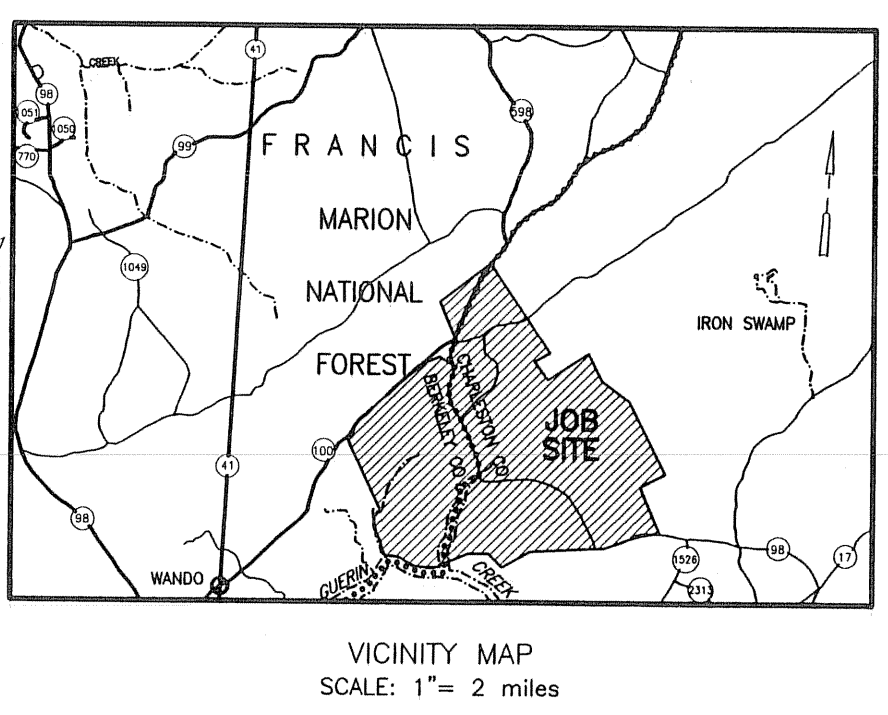 CREEK
41
98
1051
1050
770
99
598
FRANCIS
MARION
1049
NATIONAL
IRON SWAMP
FOREST
CHARLESTON CO
BERKELEY CO
JOB
SITE
100
41
98
1526
98
17
WANDO
GUERIN
CREEK
2313
VICINITY MAP
SCALE: 1"= 2 miles